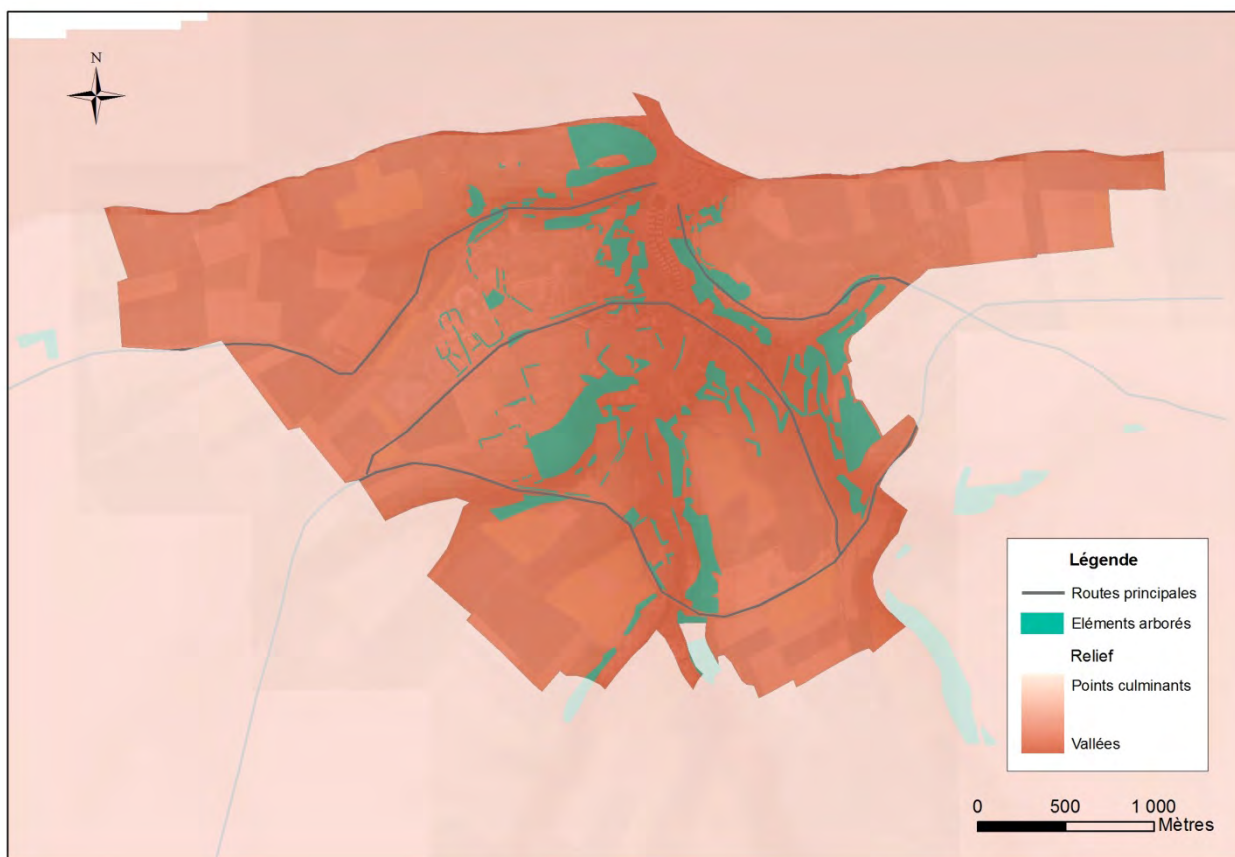 N
Légende
Routes principales
Eléments arborés
Relief
Points culminants
Vallées
0 500 1 000
Mètres